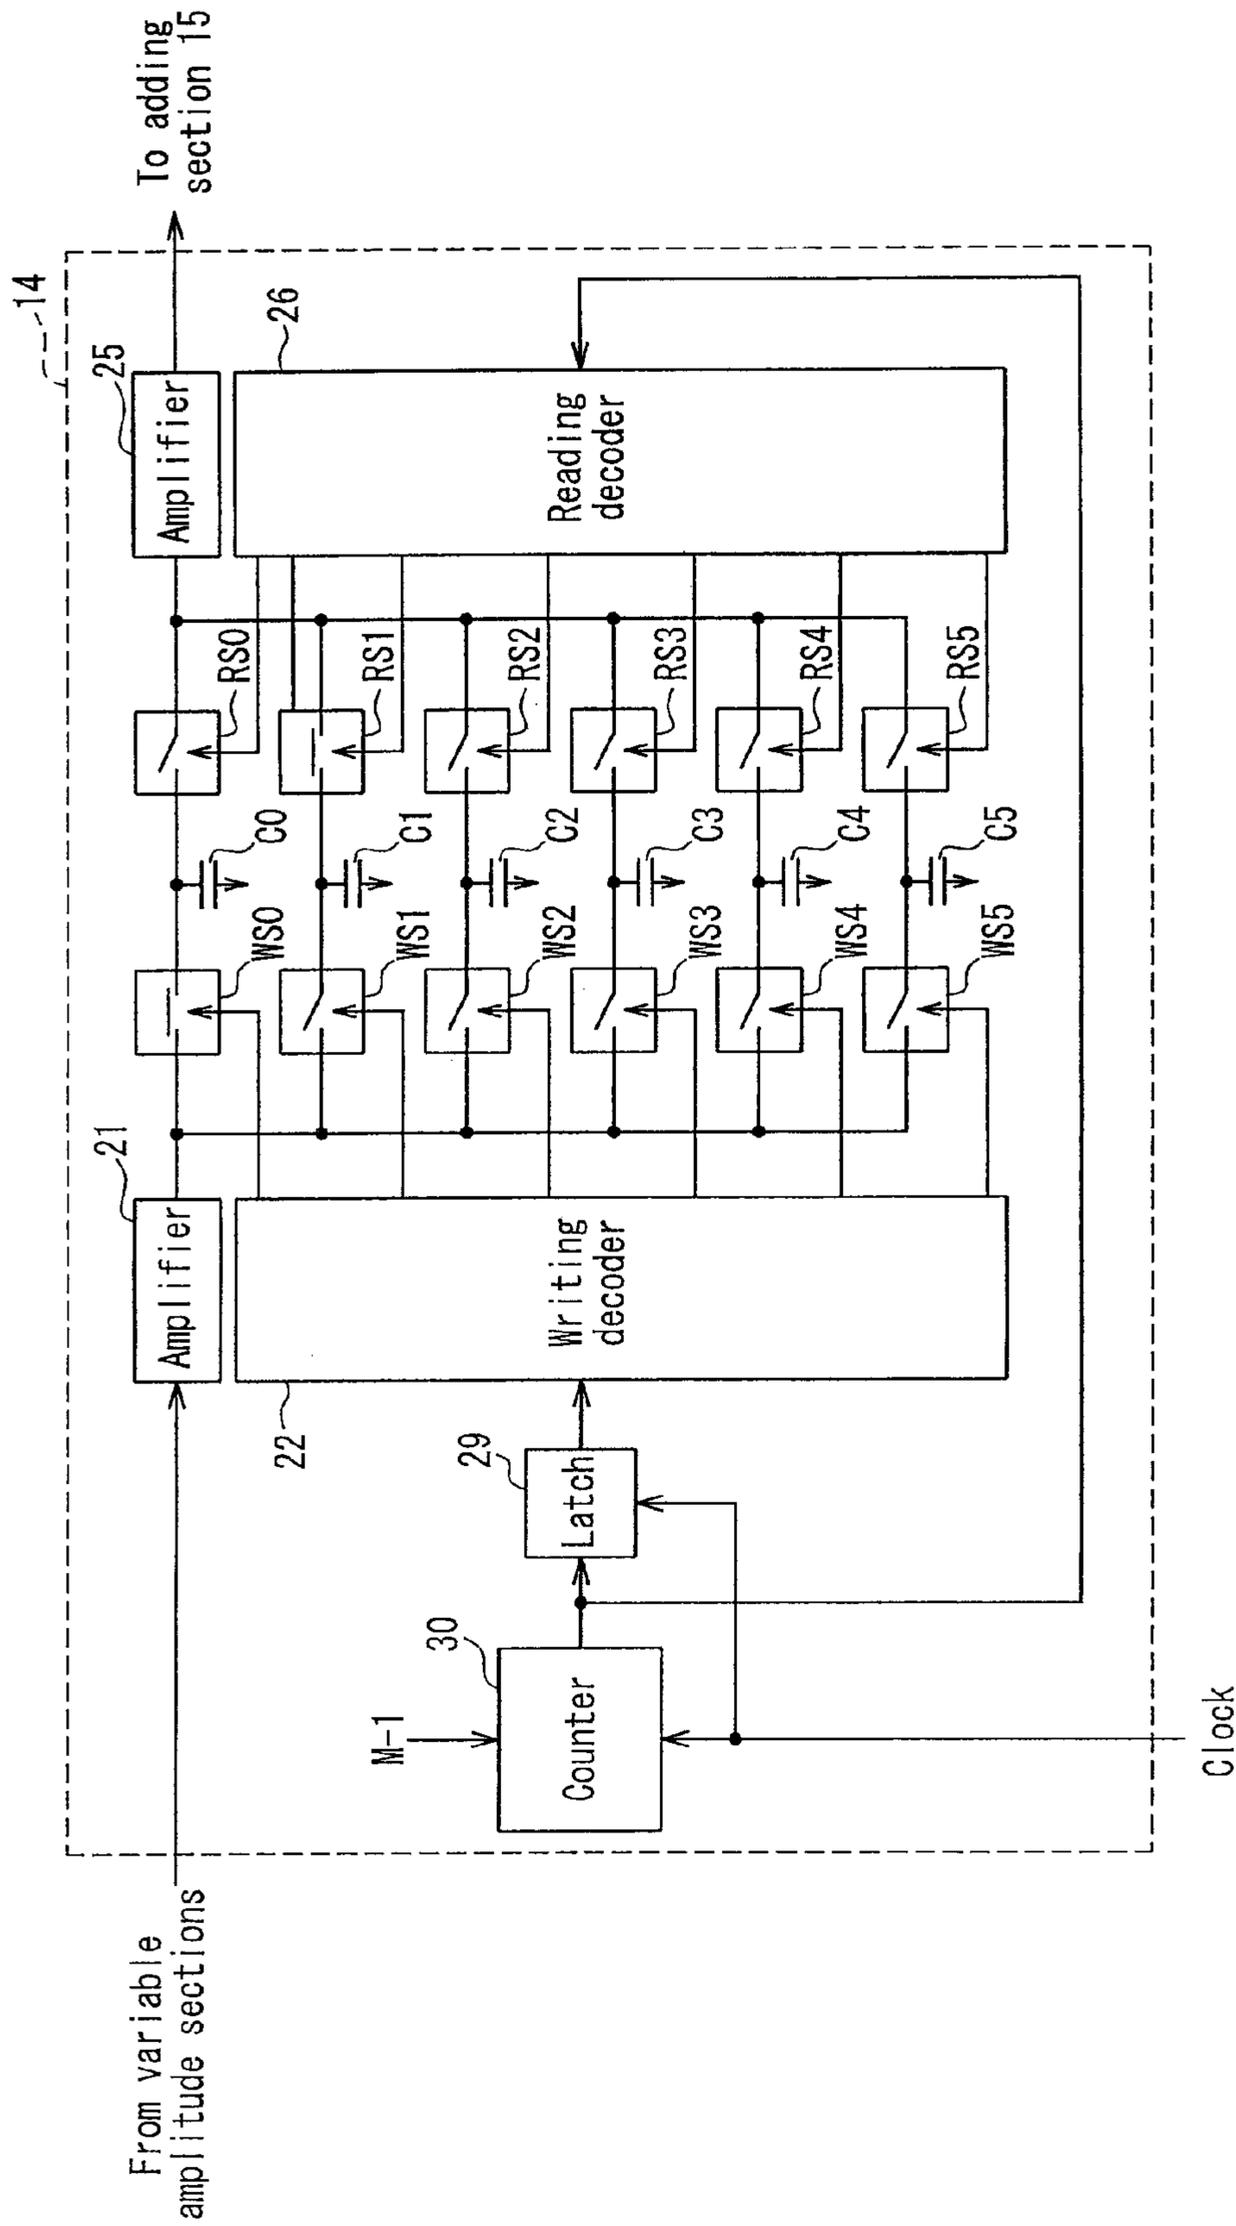 14
To adding
section 15
25
Amplifier
26
Reading
decoder
RS0
RS1
RS2
RS3
RS4
RS5
C0
C1
C2
C3
C4
C5
WS0
WS1
WS2
WS3
WS4
WS5
21
Amplifier
22
Writing
decoder
29
Latch
30
Counter
M-1
Clock
From variable
amplitude sections